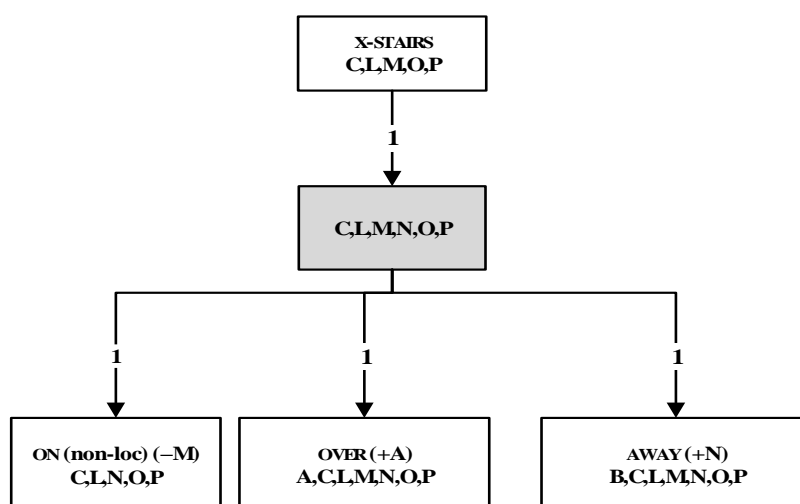 X-STAIRS
C,L,M,O,P
1
C,L,M,N,O,P
1
1
1
ON (non-loc) (–M)
C,L,N,O,P
OVER (+A)
A,C,L,M,N,O,P
AWAY (+N)
B,C,L,M,N,O,P